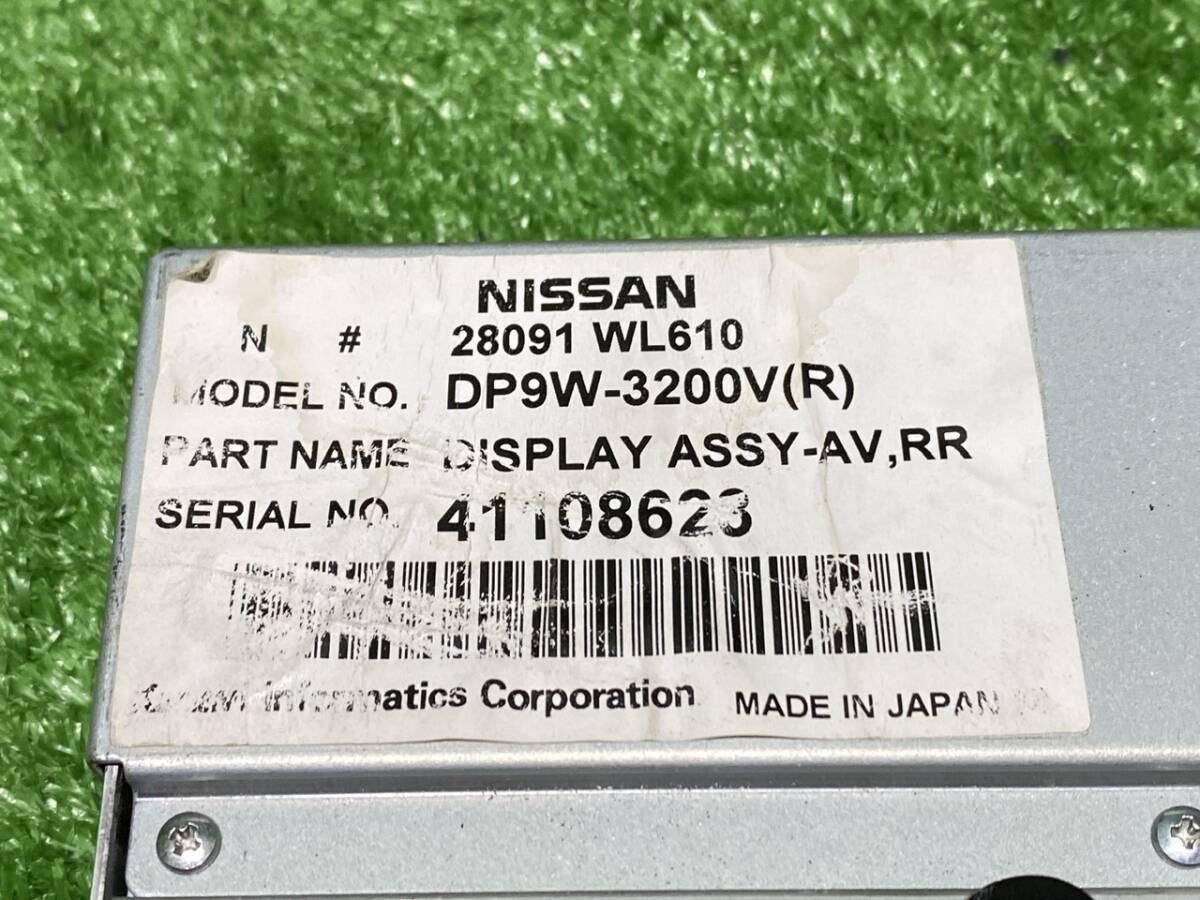 NISSAN
N # 28091 WL610
MODEL NO. DP9W-3200V(R)
PART NAME DISPLAY ASSY-AV,RR
SERIAL NO. 41108623
Informatics Corporation MADE IN JAPAN